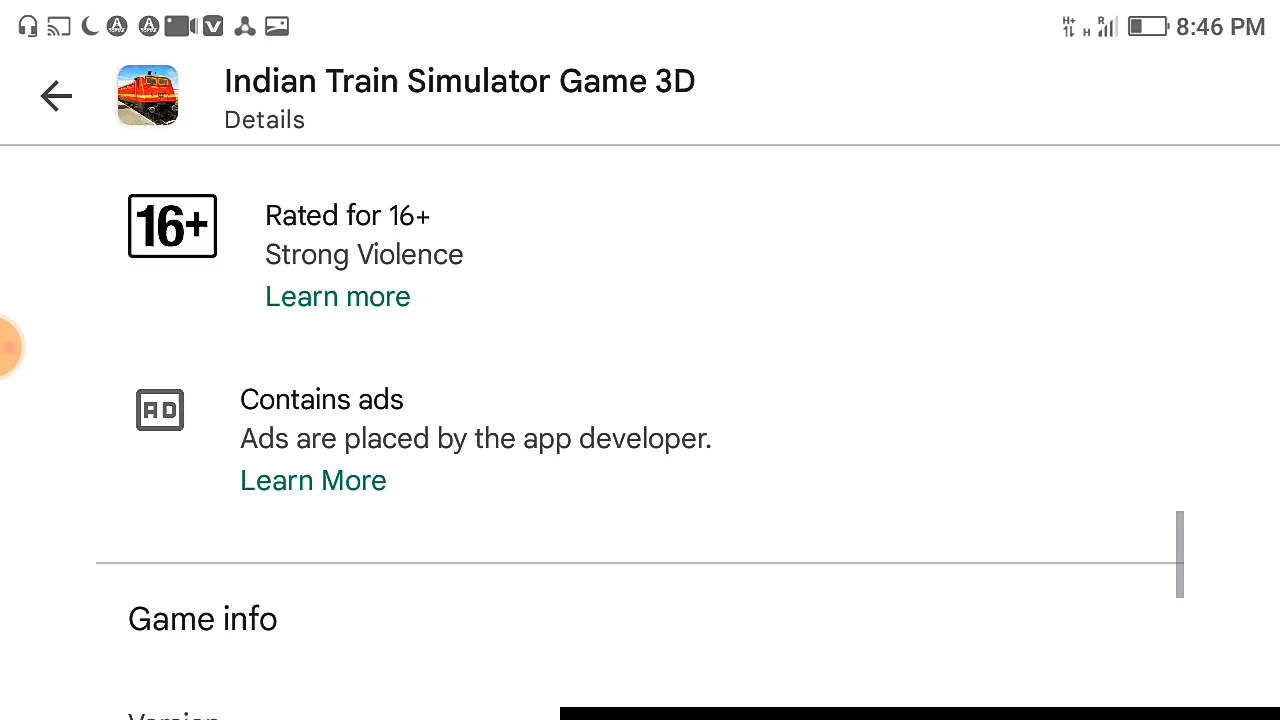 8:46 PM
Indian Train Simulator Game 3D
Details
16+
Rated for 16+
Strong Violence
Learn more
AD
Contains ads
Ads are placed by the app developer.
Learn More
Game info
Version